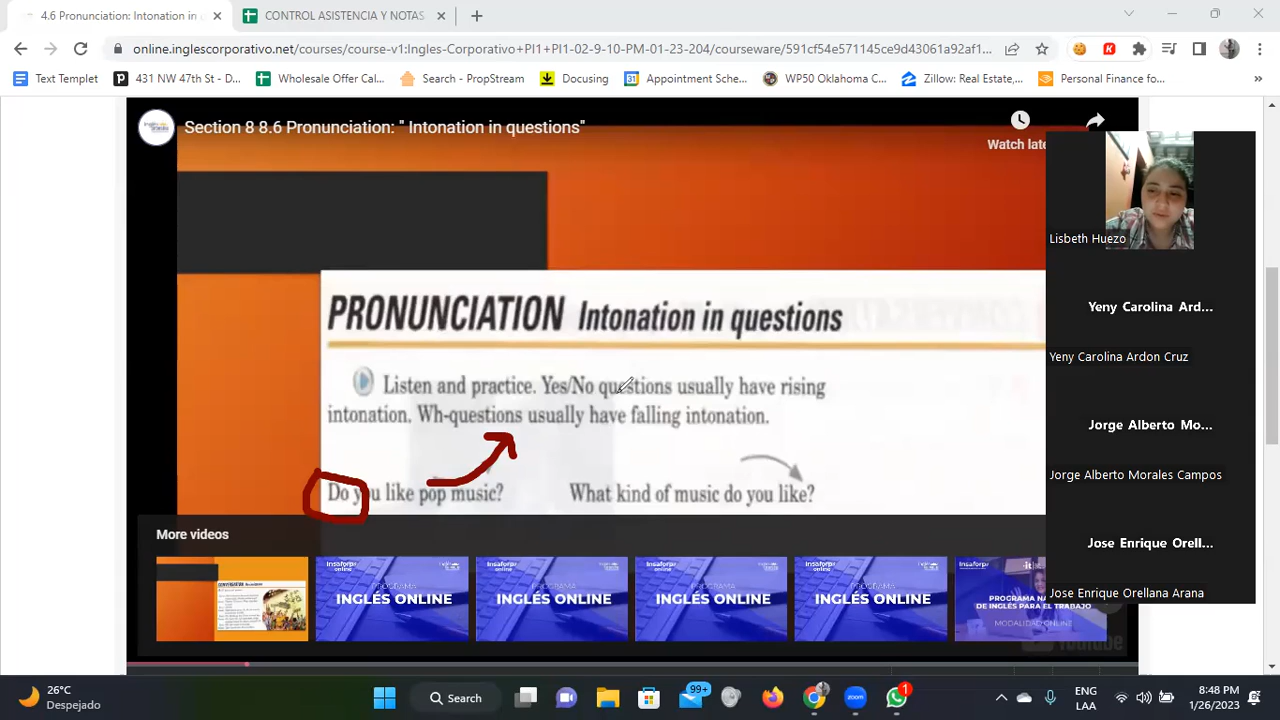 4.6 Pronunciation: Intonation in
CONTROL ASISTENCIA Y NOTAS.
online.inglescorporativo.net/courses/course-v1:Ingles-Corporativo+PI1+PI1-02-9-10-PM-01-23-204/courseware/591cf54e571145ce9d43061a92af1...
Text Templet
431 NW 47th St - D...
Wholesale Offer Cal...
Search - PropStream
Docusing
Appointment Sche...
WP50 Oklahoma C...
Zillow: Real Estate,...
Personal Finance fo...
Section 8 8.6 Pronunciation: " Intonation in questions"
Watch late
Lisbeth Huezo
PRONUNCIATION Intonation in questions
Yeny Carolina Ard...
Yeny Carolina Ardon Cruz
Listen and practice. Yes/No questions usually have rising
intonation. Wh-questions usually have falling intonation.
Jorge Alberto Mo...
Jorge Alberto Morales Campos
Do you like pop music?
What kind of music do you like?
More videos
Jose Enrique Orell...
Jose Enrique Orellana Arana
PROGRAMA
INGLÉS ONLINE
PROGRAMA
INGLÉS ONLINE
PROGRAMA
INGLÉS ONLINE
PROGRAMA
INGLÉS ONLINE
PROGRAMA NA
DE INGLÉS PARA EL TRABAJO
MODALIDAD ONLINE
YouTube
26°C
Despejado
Search
99+
zoom
1
ENG
LAA
8:48 PM
1/26/2023